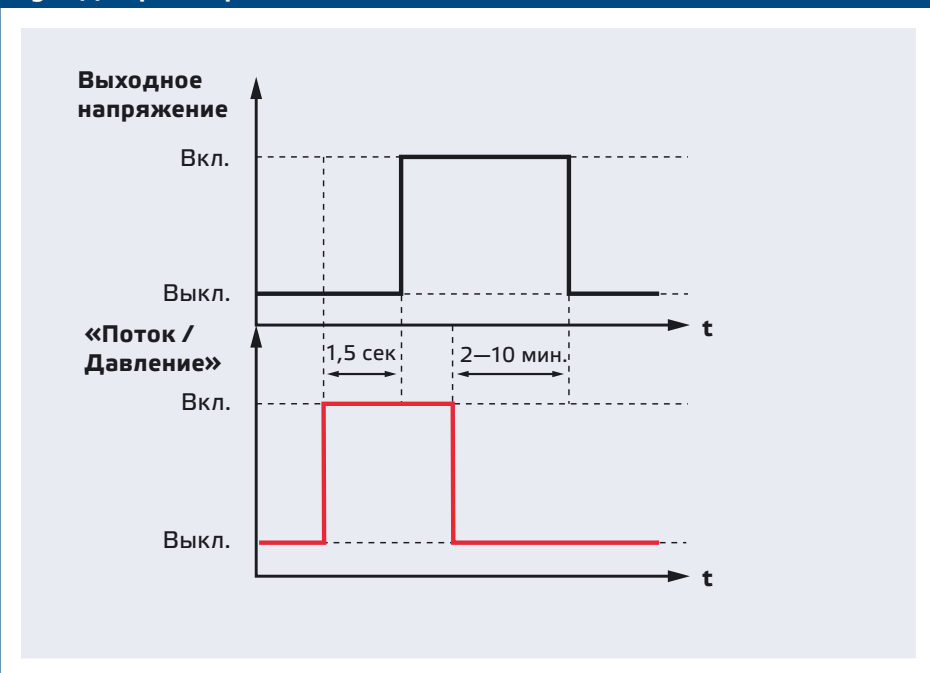 Выходное
напряжение
Вкл.
Выкл.
t
«Поток /
Давление»
1,5 сек
2—10 мин.
Вкл.
Выкл.
t